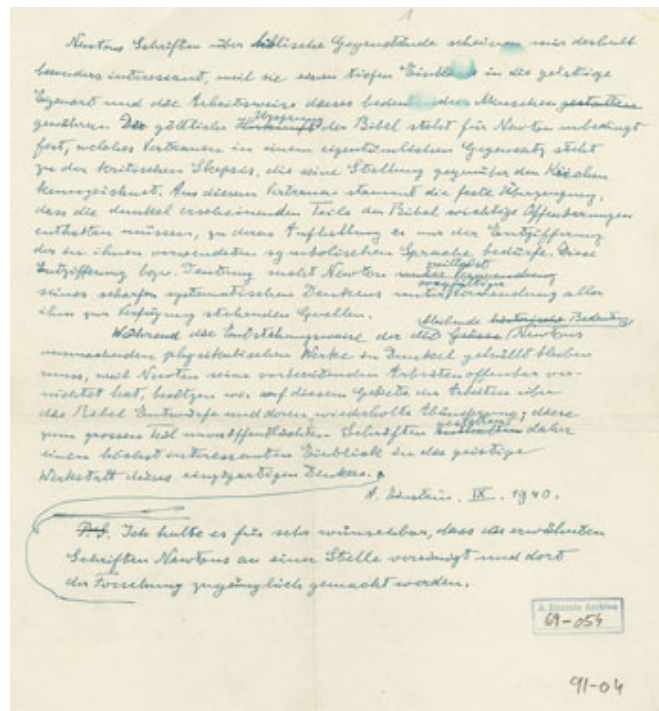 1
Newtons Schriften über biblische Gegenstände scheinen mir deshalb
besonders interessant, weil sie einen tiefen Einblick in die geistige
Eigenart und die Arbeitsweise dieses bedeutenden Menschen gestatten
gewähren. Der göttliche Herkunft Ursprung der Bibel steht für Newton unbedingt
fest, welches Vertrauen in einem eigentümlichen Gegensatz steht
zu der kritischen Skepsis, die seine Stellung gegenüber den Kirchen
kennzeichnet. Aus diesem Vertrauen stammt die feste Überzeugung,
dass die dunkel erscheinenden Teile der Bibel wichtige Offenbarungen
enthalten müssen, zu deren Aufhellung es nur der Entzifferung
der in ihnen verwendeten symbolischen Sprache bedürfe. Diese
Entzifferung bezw. Deutung sucht Newton mittelst
seines scharfen systematischen Denkens unter sorgfältige Verwendung aller
ihm zur Verfügung stehenden Quellen.
Während die Entstehungsweise der bleibende Bedeutung Newtons
physikalischen Werke in Dunkel gehüllt bleiben
muss, weil Newton seine vorbereitenden Arbeiten offenbar ver-
nichtet hat, besitzen wir auf diesem Gebiete der Arbeiten über
die Bibel Entwürfe und deren wiederholte Abänderung; diese
zum grossen Teil unveröffentlichten Schriften gestatten daher
einen höchst interessanten Einblick in die geistige
Werkstatt dieses einzigartigen Denkers.
A. Einstein. IX. 1940.
P.S. Ich halte es für sehr wünschbar, dass die erwähnten
Schriften Newtons an einer Stelle vereinigt und dort
der Forschung zugänglich gemacht werden.
A. Einstein Archive
69-054
91-04